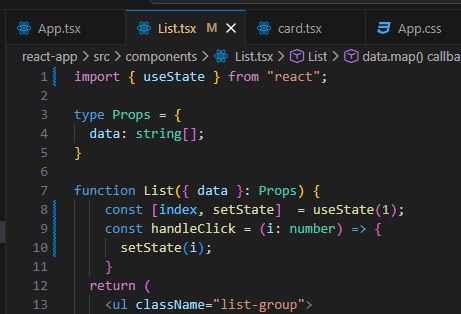 App.tsx List.tsx M × card.tsx App.css
react-app > src > components > List.tsx > List > data.map() callba
1 import { useState } from "react";
2
3 type Props = {
4 data: string[];
5 }
6
7 function List({ data }: Props) {
8 const [index, setState]  = useState(1);
9 const handleClick = (i: number) => {
10 setState(i);
11 }
12 return (
13 <ul className="list-group">